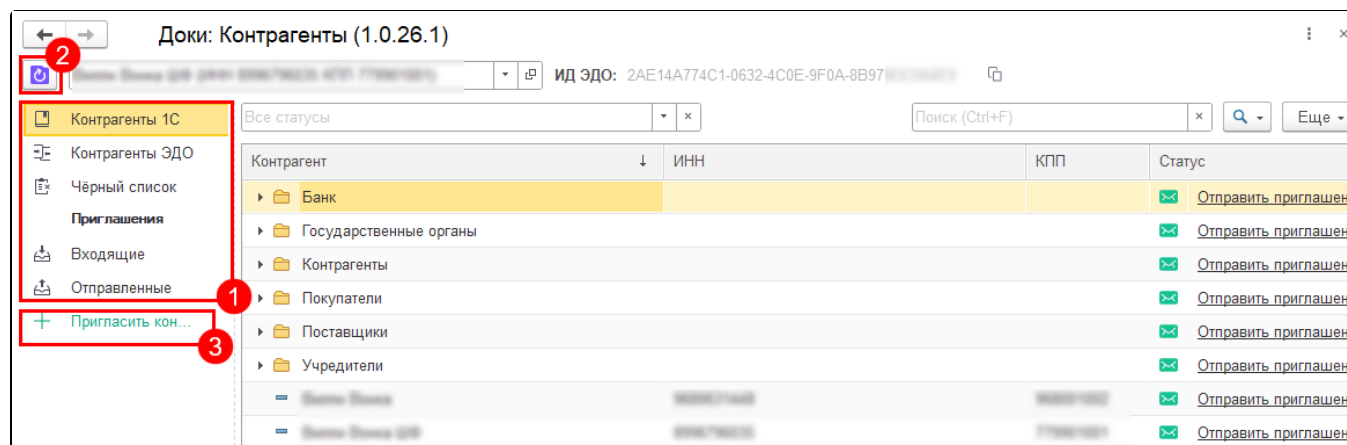 Доки: Контрагенты (1.0.26.1)
2
ИД ЭДО: 2AE14A774C1-0632-4C0E-9F0A-8B97
Контрагенты 1С
Контрагенты ЭДО
Чёрный список
Приглашения
Входящие
Отправленные
1
Пригласить кон...
3
Все статусы
Поиск (Ctrl+F)
Еще
Контрагент ↓ ИНН КПП Статус
Банк Отправить приглашен
Государственные органы Отправить приглашен
Контрагенты Отправить приглашен
Покупатели Отправить приглашен
Поставщики Отправить приглашен
Учредители Отправить приглашен
Отправить приглашен
Отправить приглашен